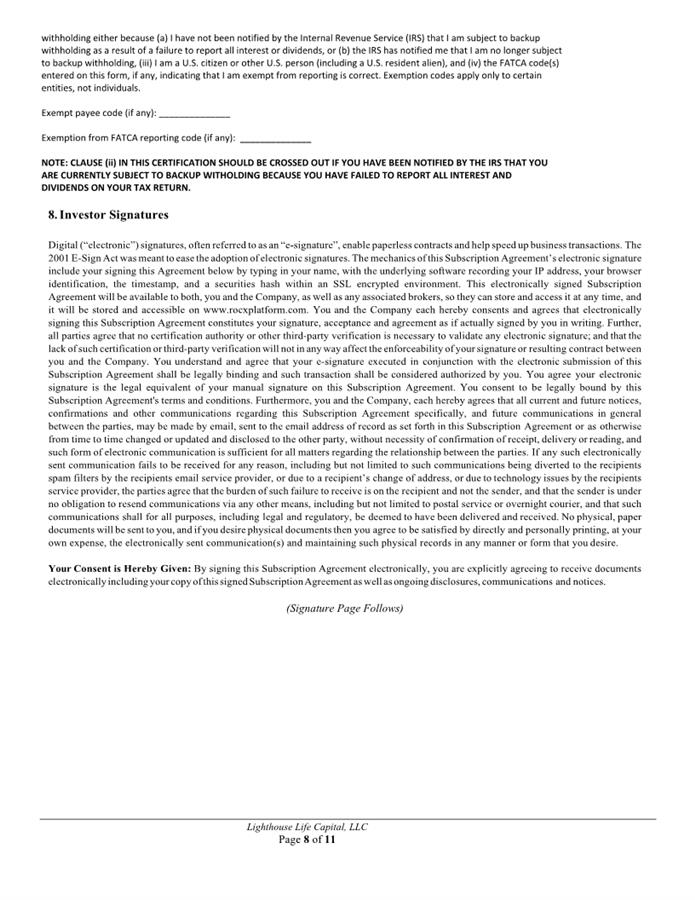 withholding either because (a) I have not been notified by the Internal Revenue Service (IRS) that I am subject to backup
withholding as a result of a failure to report all interest or dividends, or (b) the IRS has notified me that I am no longer subject
to backup withholding, (iii) I am a U.S. citizen or other U.S. person (including a U.S. resident alien), and (iv) the FATCA code(s)
entered on this form, if any, indicating that I am exempt from reporting is correct. Exemption codes apply only to certain
entities, not individuals.
Exempt payee code (if any): ______________
Exemption from FATCA reporting code (if any): ______________
NOTE: CLAUSE (ii) IN THIS CERTIFICATION SHOULD BE CROSSED OUT IF YOU HAVE BEEN NOTIFIED BY THE IRS THAT YOU
ARE CURRENTLY SUBJECT TO BACKUP WITHOLDING BECAUSE YOU HAVE FAILED TO REPORT ALL INTEREST AND
DIVIDENDS ON YOUR TAX RETURN.
8. Investor Signatures
Digital ("electronic") signatures, often referred to as an "e-signature", enable paperless contracts and help speed up business transactions. The
2001 E-Sign Act was meant to ease the adoption of electronic signatures. The mechanics of this Subscription Agreement's electronic signature
include your signing this Agreement below by typing in your name, with the underlying software recording your IP address, your browser
identification, the timestamp, and a securities hash within an SSL encrypted environment. This electronically signed Subscription
Agreement will be available to both, you and the Company, as well as any associated brokers, so they can store and access it at any time, and
it will be stored and accessible on www.rocxplatform.com. You and the Company each hereby consents and agrees that electronically
signing this Subscription Agreement constitutes your signature, acceptance and agreement as if actually signed by you in writing. Further,
all parties agree that no certification authority or other third-party verification is necessary to validate any electronic signature; and that the
lack of such certification or third-party verification will not in any way affect the enforceability of your signature or resulting contract between
you and the Company. You understand and agree that your e-signature executed in conjunction with the electronic submission of this
Subscription Agreement shall be legally binding and such transaction shall be considered authorized by you. You agree your electronic
signature is the legal equivalent of your manual signature on this Subscription Agreement. You consent to be legally bound by this
Subscription Agreement's terms and conditions. Furthermore, you and the Company, each hereby agrees that all current and future notices,
confirmations and other communications regarding this Subscription Agreement specifically, and future communications in general
between the parties, may be made by email, sent to the email address of record as set forth in this Subscription Agreement or as otherwise
from time to time changed or updated and disclosed to the other party, without necessity of confirmation of receipt, delivery or reading, and
such form of electronic communication is sufficient for all matters regarding the relationship between the parties. If any such electronically
sent communication fails to be received for any reason, including but not limited to such communications being diverted to the recipients
spam filters by the recipients email service provider, or due to a recipient's change of address, or due to technology issues by the recipients
service provider, the parties agree that the burden of such failure to receive is on the recipient and not the sender, and that the sender is under
no obligation to resend communications via any other means, including but not limited to postal service or overnight courier, and that such
communications shall for all purposes, including legal and regulatory, be deemed to have been delivered and received. No physical, paper
documents will be sent to you, and if you desire physical documents then you agree to be satisfied by directly and personally printing, at your
own expense, the electronically sent communication(s) and maintaining such physical records in any manner or form that you desire.
Your Consent is Hereby Given: By signing this Subscription Agreement electronically, you are explicitly agreeing to receive documents
electronically including your copy of this signed Subscription Agreement as well as ongoing disclosures, communications and notices.
(Signature Page Follows)
Lighthouse Life Capital, LLC
Page 8 of 11